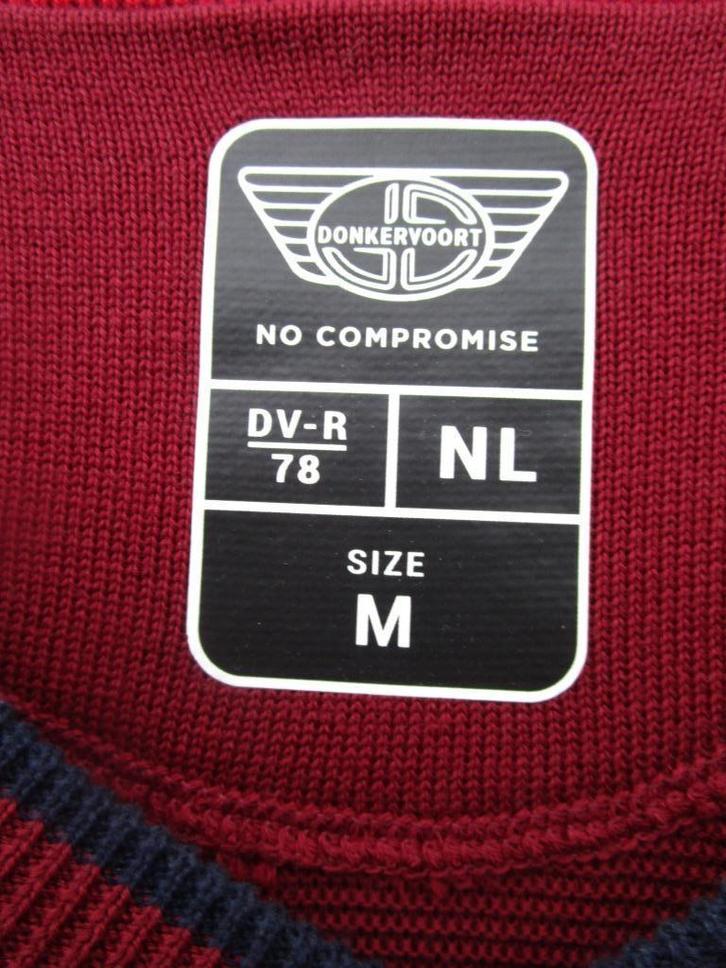 DONKERVOORT
NO COMPROMISE
DV-R
78
NL
SIZE
M